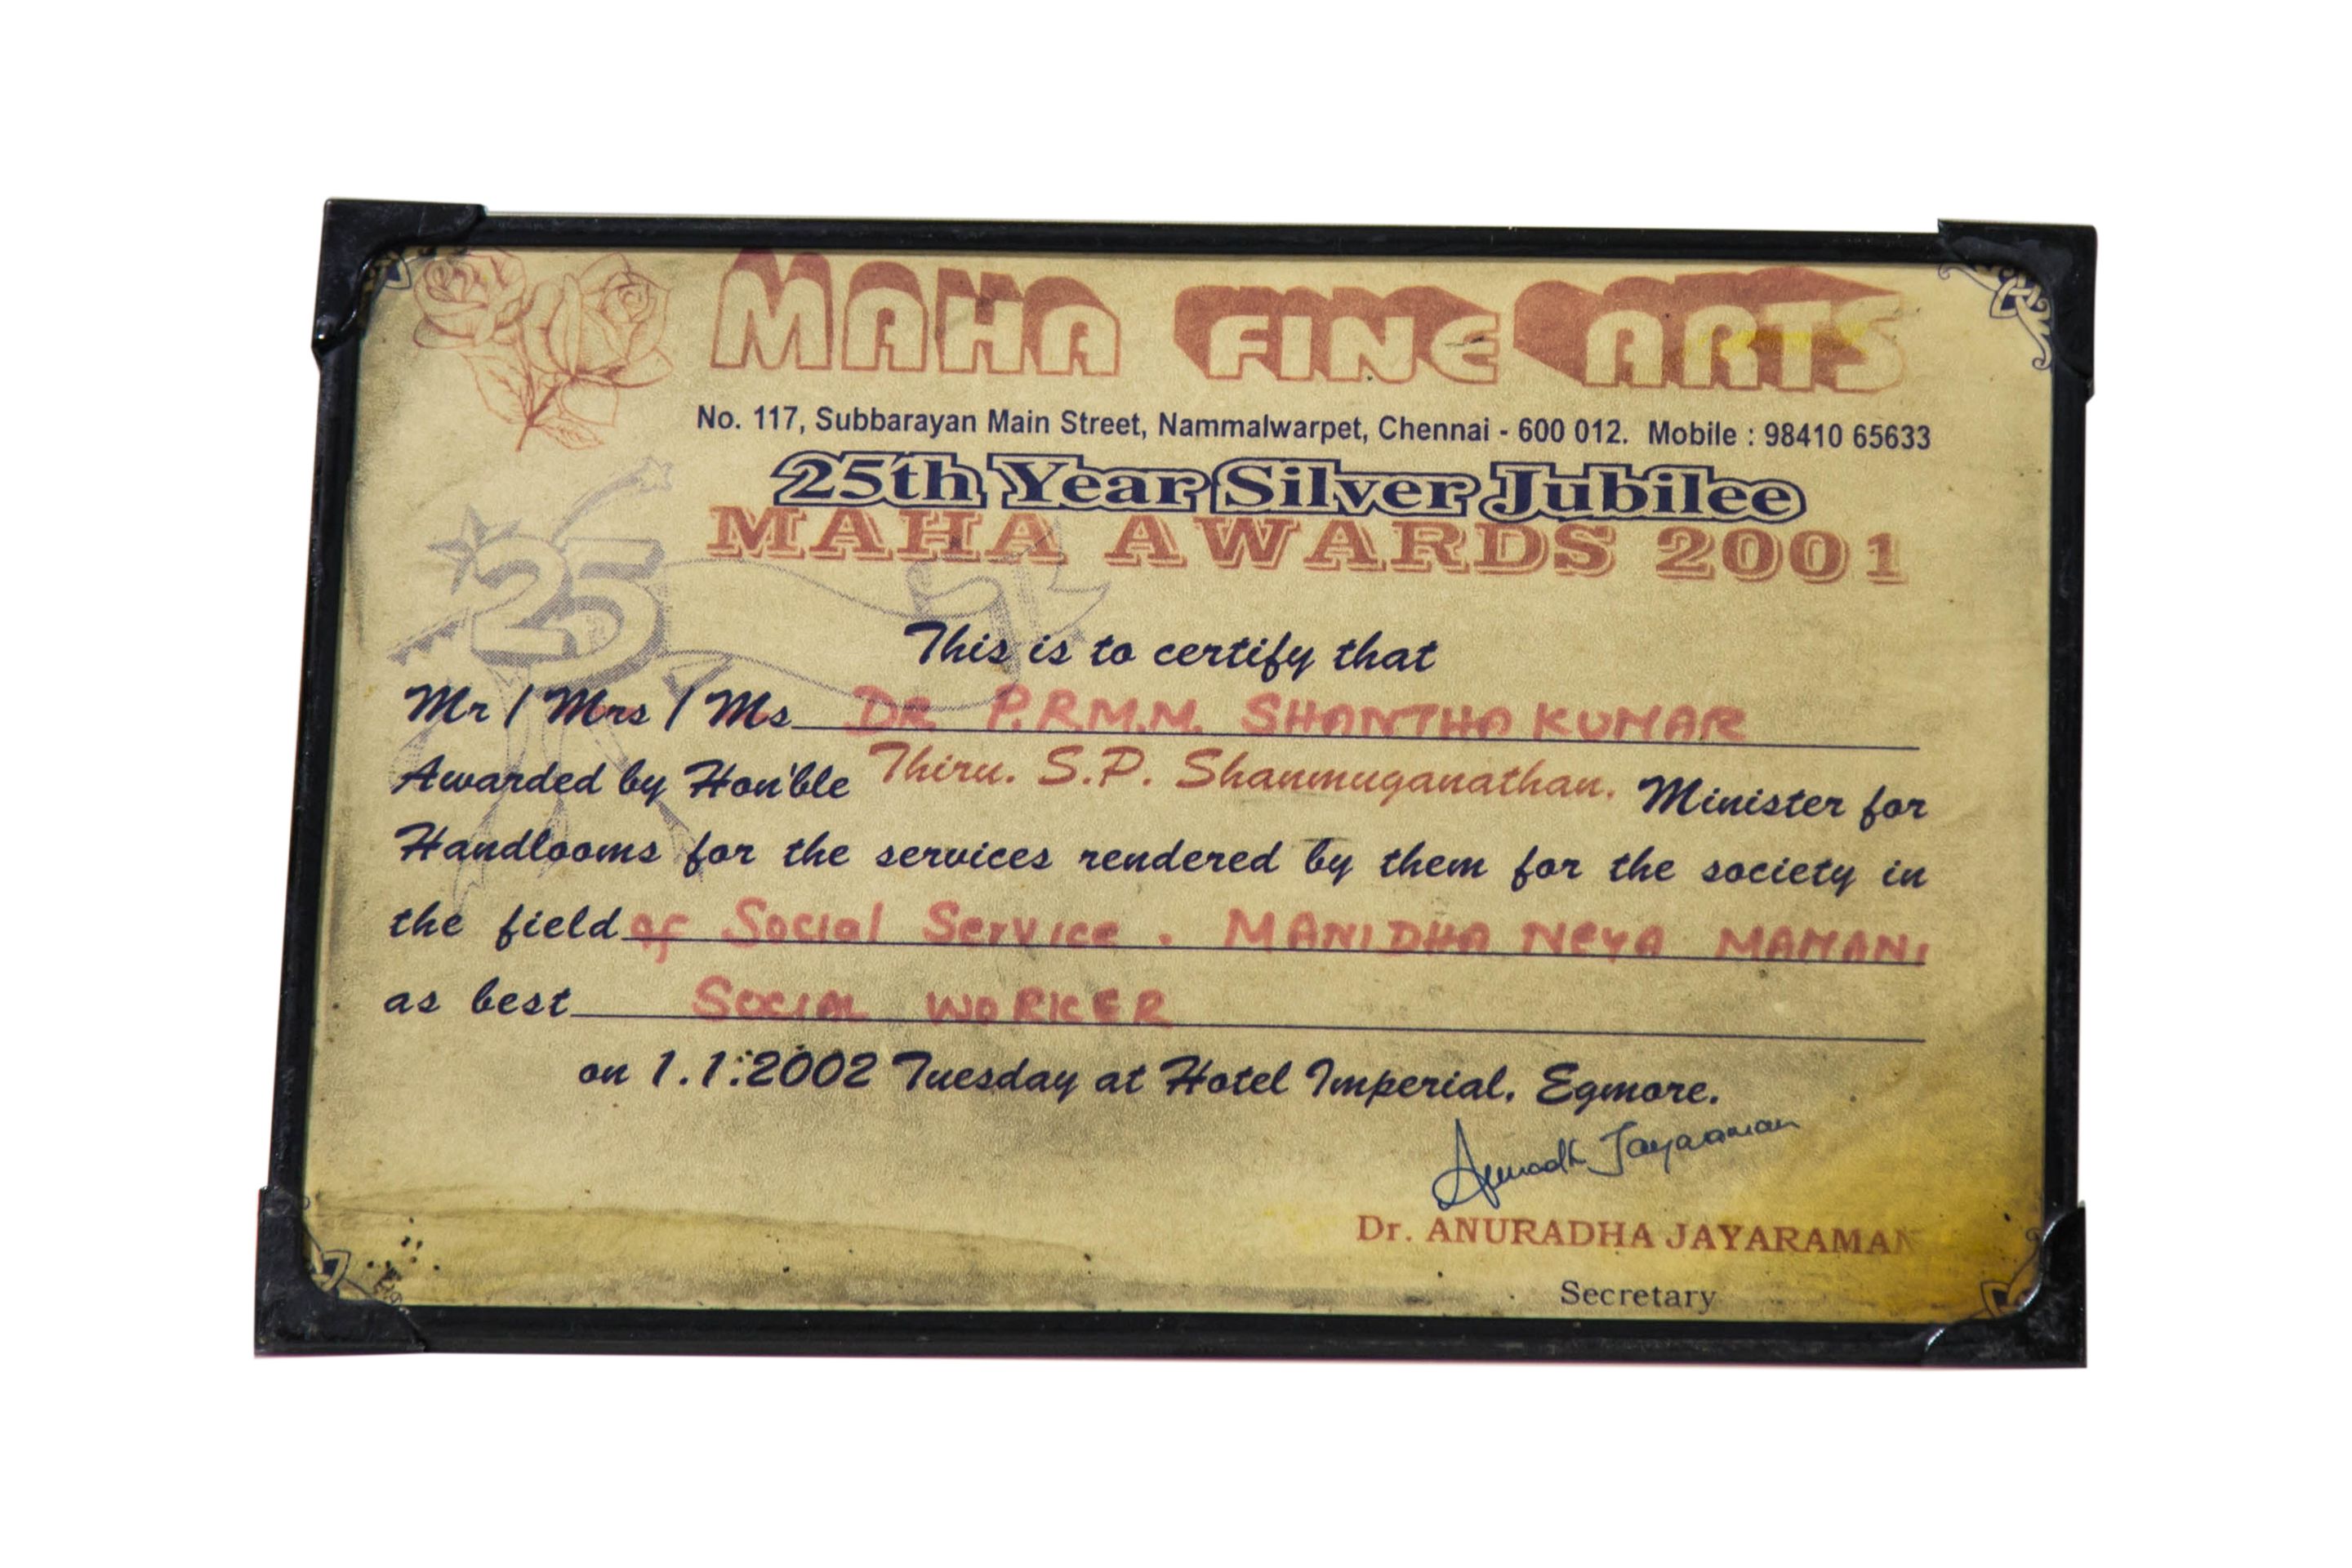 MAHA FINE ARTS
No. 117, Subbarayan Main Street, Nammalwarpet, Chennai - 600 012. Mobile : 98410 65633
25th Year Silver Jubilee
MAHA AWARDS 2001
25
This is to certify that
Mr / Mrs / Ms DR P.R.M.M. SHANTHA KUMAR
Awarded by Hon'ble Thiru. S.P. Shanmuganathan. Minister for
Handlooms for the services rendered by them for the society in
the field of Social Service. MANIDHA NEYA MAMANI
as best SOCIAL WORKER
on 1.1.2002 Tuesday at Hotel Imperial, Egmore.
Anuradha Jayaraman
Dr. ANURADHA JAYARAMAN
Secretary